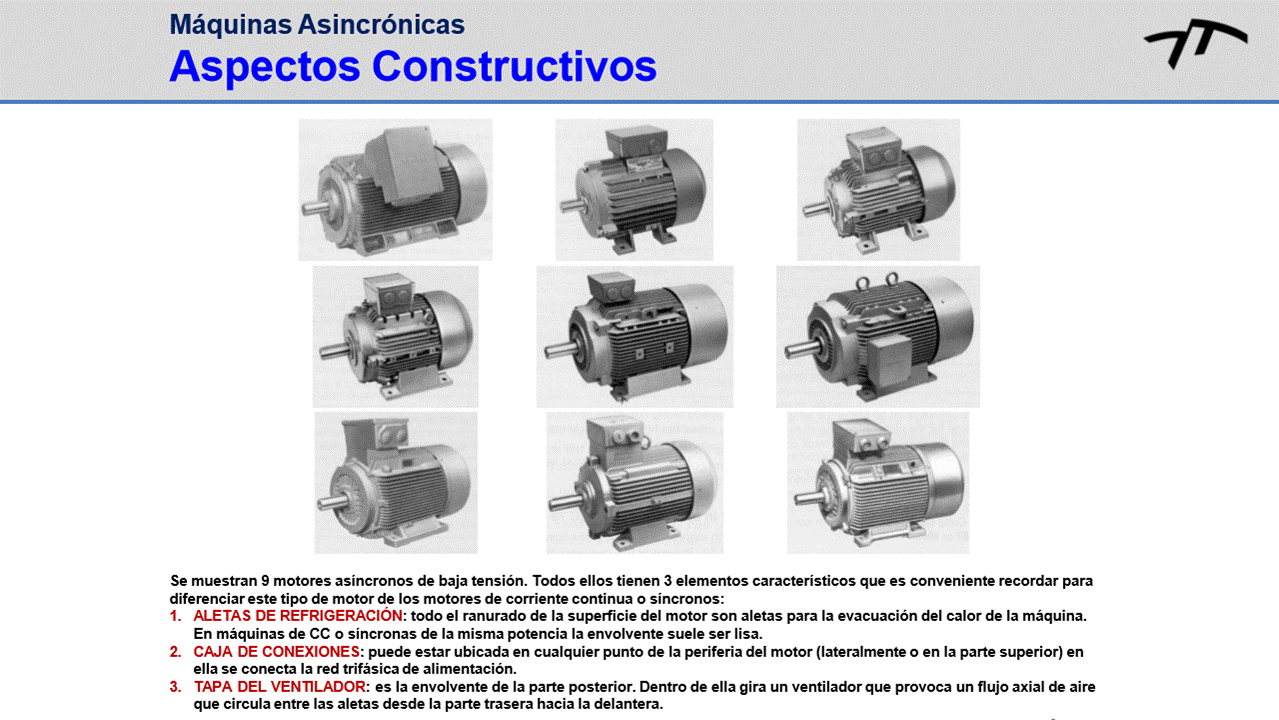 Máquinas Asincrónicas
Aspectos Constructivos
Se muestran 9 motores asíncronos de baja tensión. Todos ellos tienen 3 elementos característicos que es conveniente recordar para
diferenciar este tipo de motor de los motores de corriente continua o síncronos:
1. ALETAS DE REFRIGERACIÓN: todo el ranurado de la superficie del motor son aletas para la evacuación del calor de la máquina.
En máquinas de CC o síncronas de la misma potencia la envolvente suele ser lisa.
2. CAJA DE CONEXIONES: puede estar ubicada en cualquier punto de la periferia del motor (lateralmente o en la parte superior) en
ella se conecta la red trifásica de alimentación.
3. TAPA DEL VENTILADOR: es la envolvente de la parte posterior. Dentro de ella gira un ventilador que provoca un flujo axial de aire
que circula entre las aletas desde la parte trasera hacia la delantera.